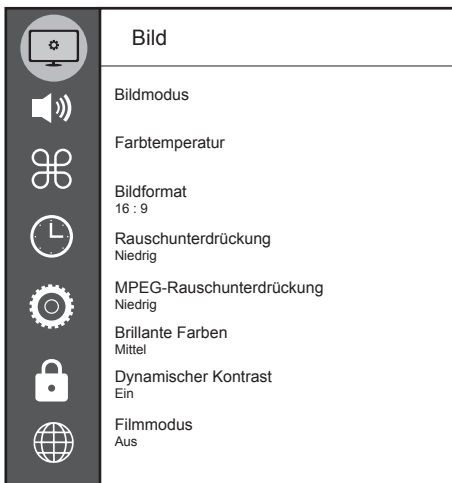 Bild
Bildmodus
Farbtemperatur
Bildformat
16 : 9
Rauschunterdrückung
Niedrig
MPEG-Rauschunterdrückung
Niedrig
Brillante Farben
Mittel
Dynamischer Kontrast
Ein
Filmmodus
Aus